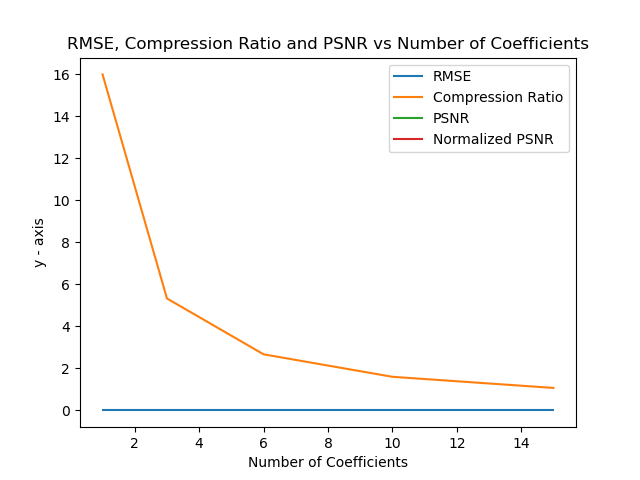 RMSE, Compression Ratio and PSNR vs Number of Coefficients
16
14
12
10
8
6
4
2
0
y - axis
RMSE
Compression Ratio
PSNR
Normalized PSNR
2
4
6
8
10
12
14
Number of Coefficients